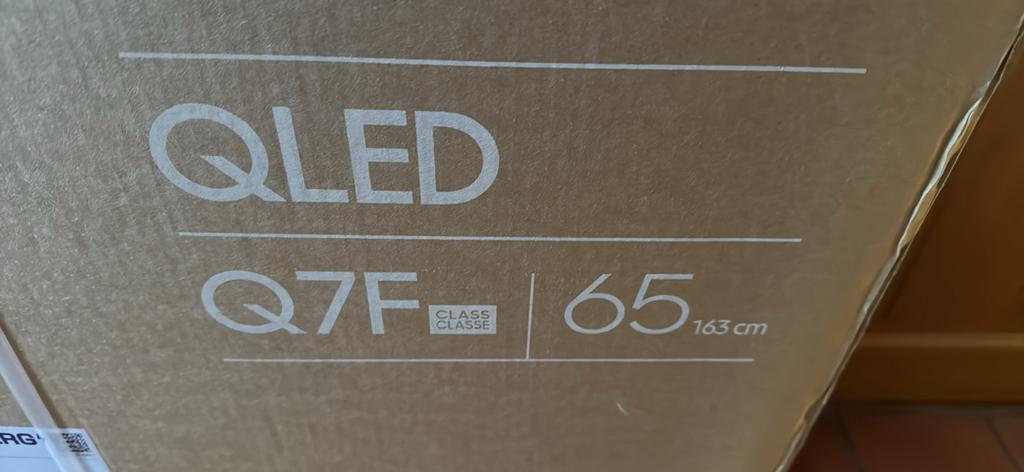 QLED
Q7F CLASS CLASSE 65 163 cm